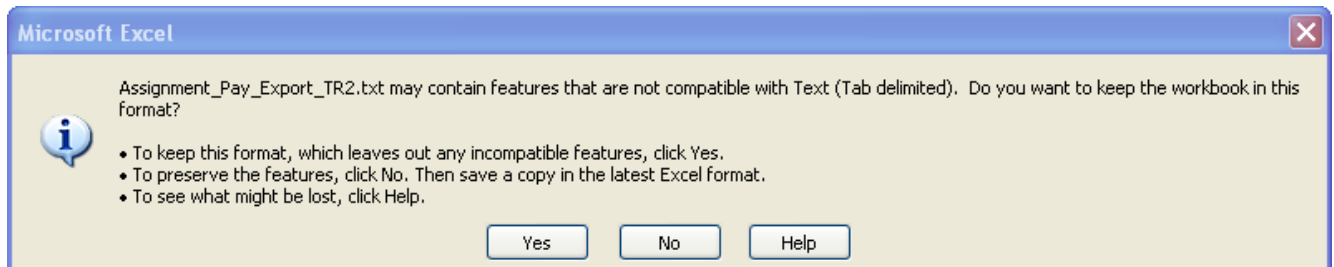 Microsoft Excel
Assignment_Pay_Export_TR2.txt may contain features that are not compatible with Text (Tab delimited).  Do you want to keep the workbook in this
format?
• To keep this format, which leaves out any incompatible features, click Yes.
• To preserve the features, click No. Then save a copy in the latest Excel format.
• To see what might be lost, click Help.
Yes No Help